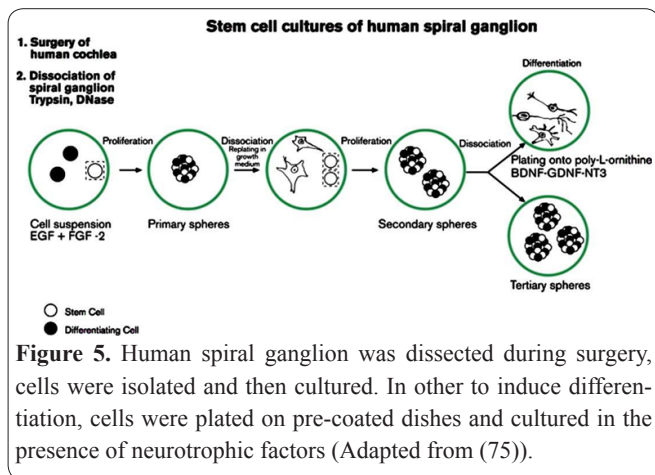 Stem cell cultures of human spiral ganglion
1. Surgery of
human cochlea
2. Dissociation of
spiral ganglion
Trypsin, DNase
Proliferation
Cell suspension
EGF + FGF -2
Primary spheres
Dissociation
Replating in
growth
medium
Proliferation
Secondary spheres
Dissociation
Differentiation
Plating onto poly-L-ornithine
BDNF-GDNF-NT3
Tertiary spheres
Stem Cell
Differentiating Cell
Figure 5. Human spiral ganglion was dissected during surgery,
cells were isolated and then cultured. In other to induce differen-
tiation, cells were plated on pre-coated dishes and cultured in the
presence of neurotrophic factors (Adapted from (75)).